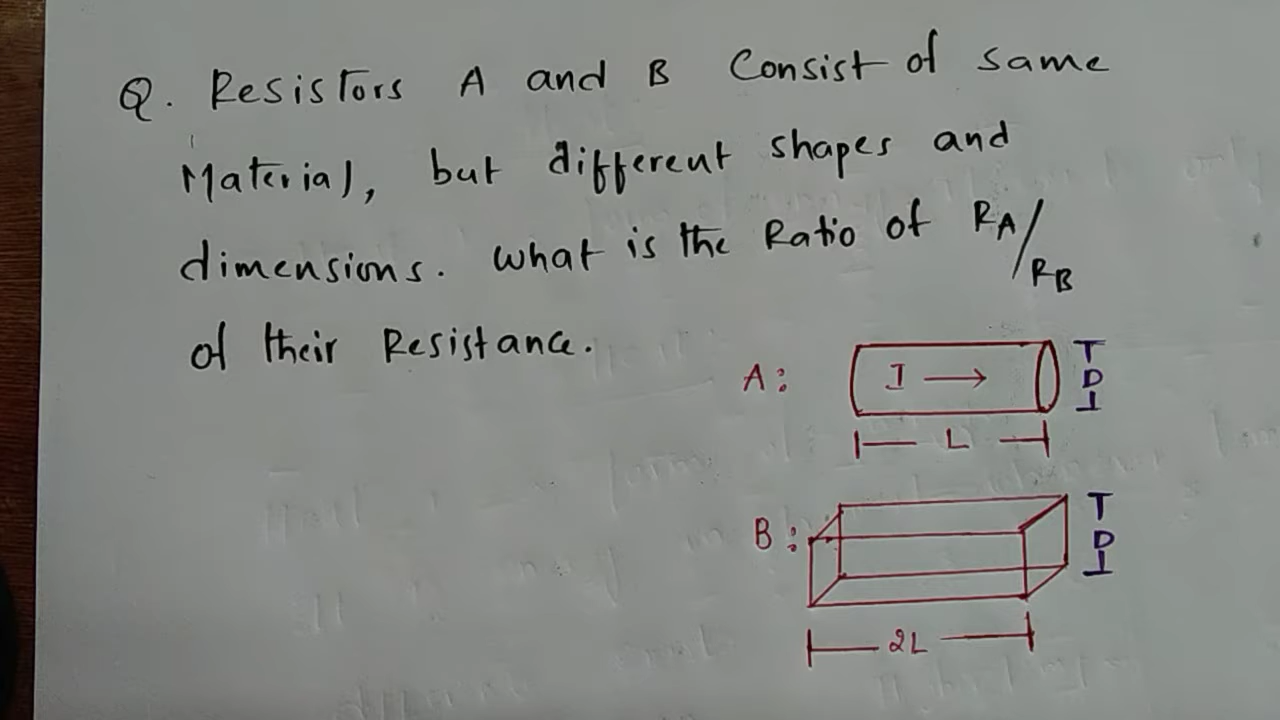 Q. Resistors A and B Consist of same
Material, but different shapes and
dimensions. what is the Ratio of RA/RB
of their Resistance.
A: I → D
L
B: D
2L